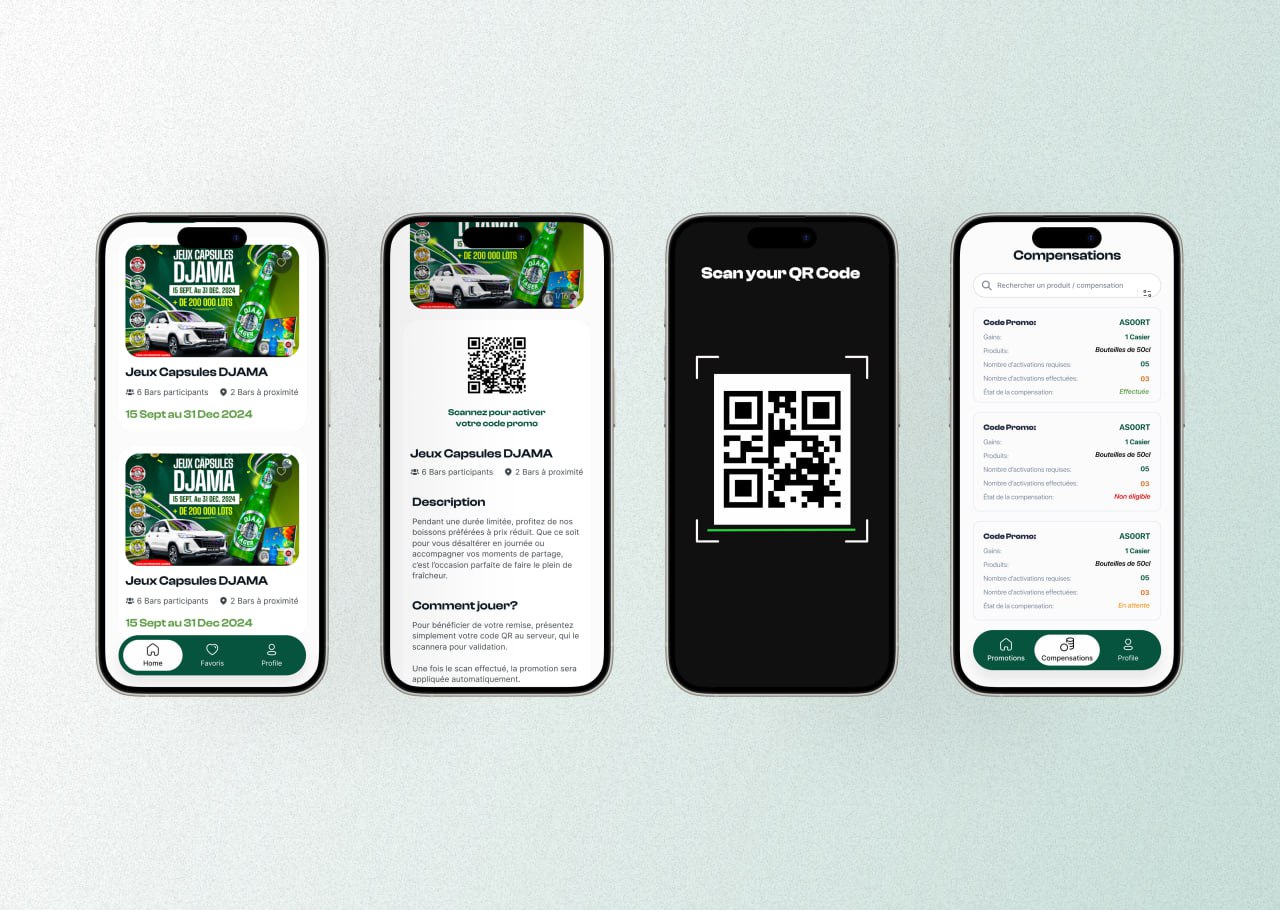 JEUX CAPSULES
DJAMA
15 SEPT. Au 31 DEC. 2024
+ DE 200 000 LOTS
DJAMA
LAGER
Jeux Capsules DJAMA
6 Bars participants
2 Bars à proximité
15 Sept au 31 Dec 2024
JEUX CAPSULES
DJAMA
15 SEPT. Au 31 DEC. 2024
+ DE 200 000 LOTS
DJAMA
LAGER
Jeux Capsules DJAMA
6 Bars participants
2 Bars à proximité
15 Sept au 31 Dec 2024
Home
Favoris
Profile
+ DE 200 000 LOTS
DJAMA
LAGER
1/16
Scannez pour activer
votre code promo
Jeux Capsules DJAMA
6 Bars participants
2 Bars à proximité
Description
Pendant une durée limitée, profitez de nos
boissons préférées à prix réduit. Que ce soit
pour vous désaltérer en journée ou
accompagner vos moments de partage,
c'est l'occasion parfaite de faire le plein de
fraîcheur.
Comment jouer?
Pour bénéficier de votre remise, présentez
simplement votre code QR au serveur, qui le
scannera pour validation.
Une fois le scan effectué, la promotion sera
appliquée automatiquement.
Scan your QR Code
Compensations
Rechercher un produit / compensation
Code Promo: AS00RT
Gains: 1 Casier
Produits: Bouteilles de 50cl
Nombre d'activations requises: 05
Nombre d'activations effectuées: 03
État de la compensation: Effectuée
Code Promo: AS00RT
Gains: 1 Casier
Produits: Bouteilles de 50cl
Nombre d'activations requises: 05
Nombre d'activations effectuées: 03
État de la compensation: Non éligible
Code Promo: AS00RT
Gains: 1 Casier
Produits: Bouteilles de 50cl
Nombre d'activations requises: 05
Nombre d'activations effectuées: 03
État de la compensation: En attente
Promotions
Compensations
Profile